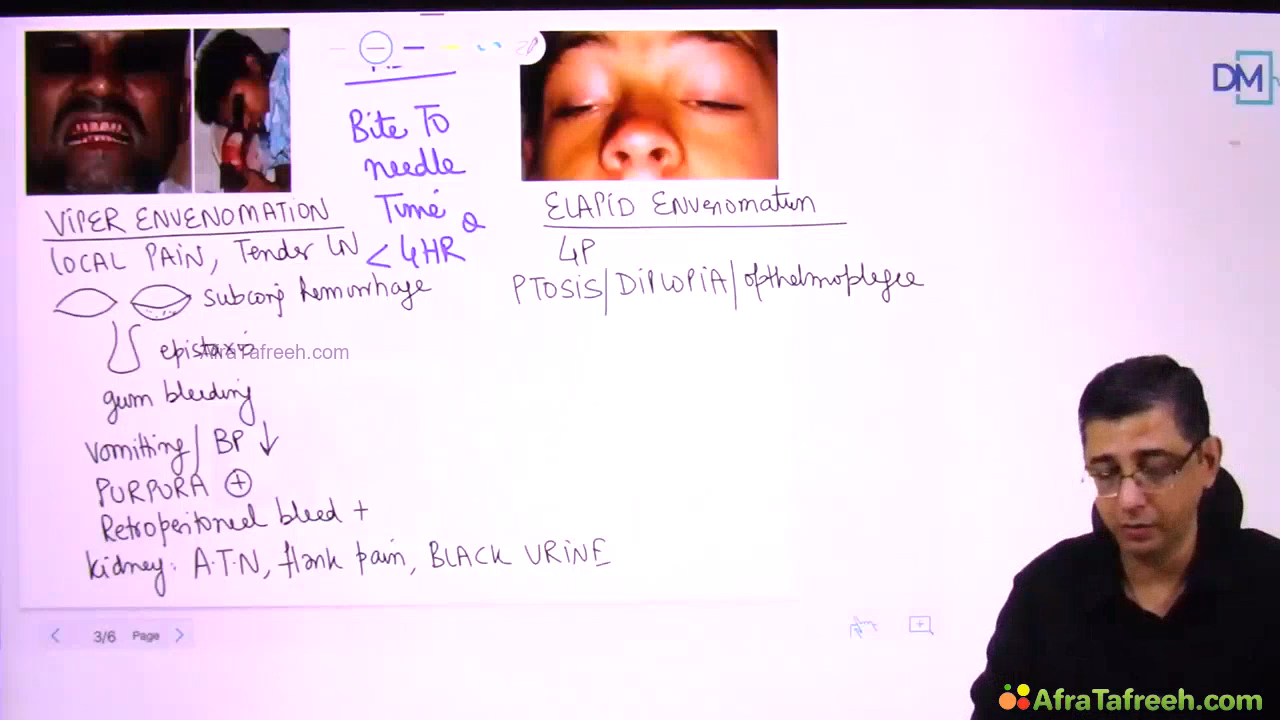 DM
Bite To
needle
Time
< 4HR
VIPER ENVENOMATION
LOCAL PAIN, Tender LN
subconj hemorrhage
epistaxis
AfraTafreeh.com
gum bleeding
vomitting/ BP ↓
PURPURA ⊕
Retroperitoneal bleed +
kidney: A.T.N, flank pain, BLACK URINE
ELAPID Envenomation
4P
PTOSIS/ DIPLOPIA/ opthelmoplegee
3/6 Page
AfraTafreeh.com